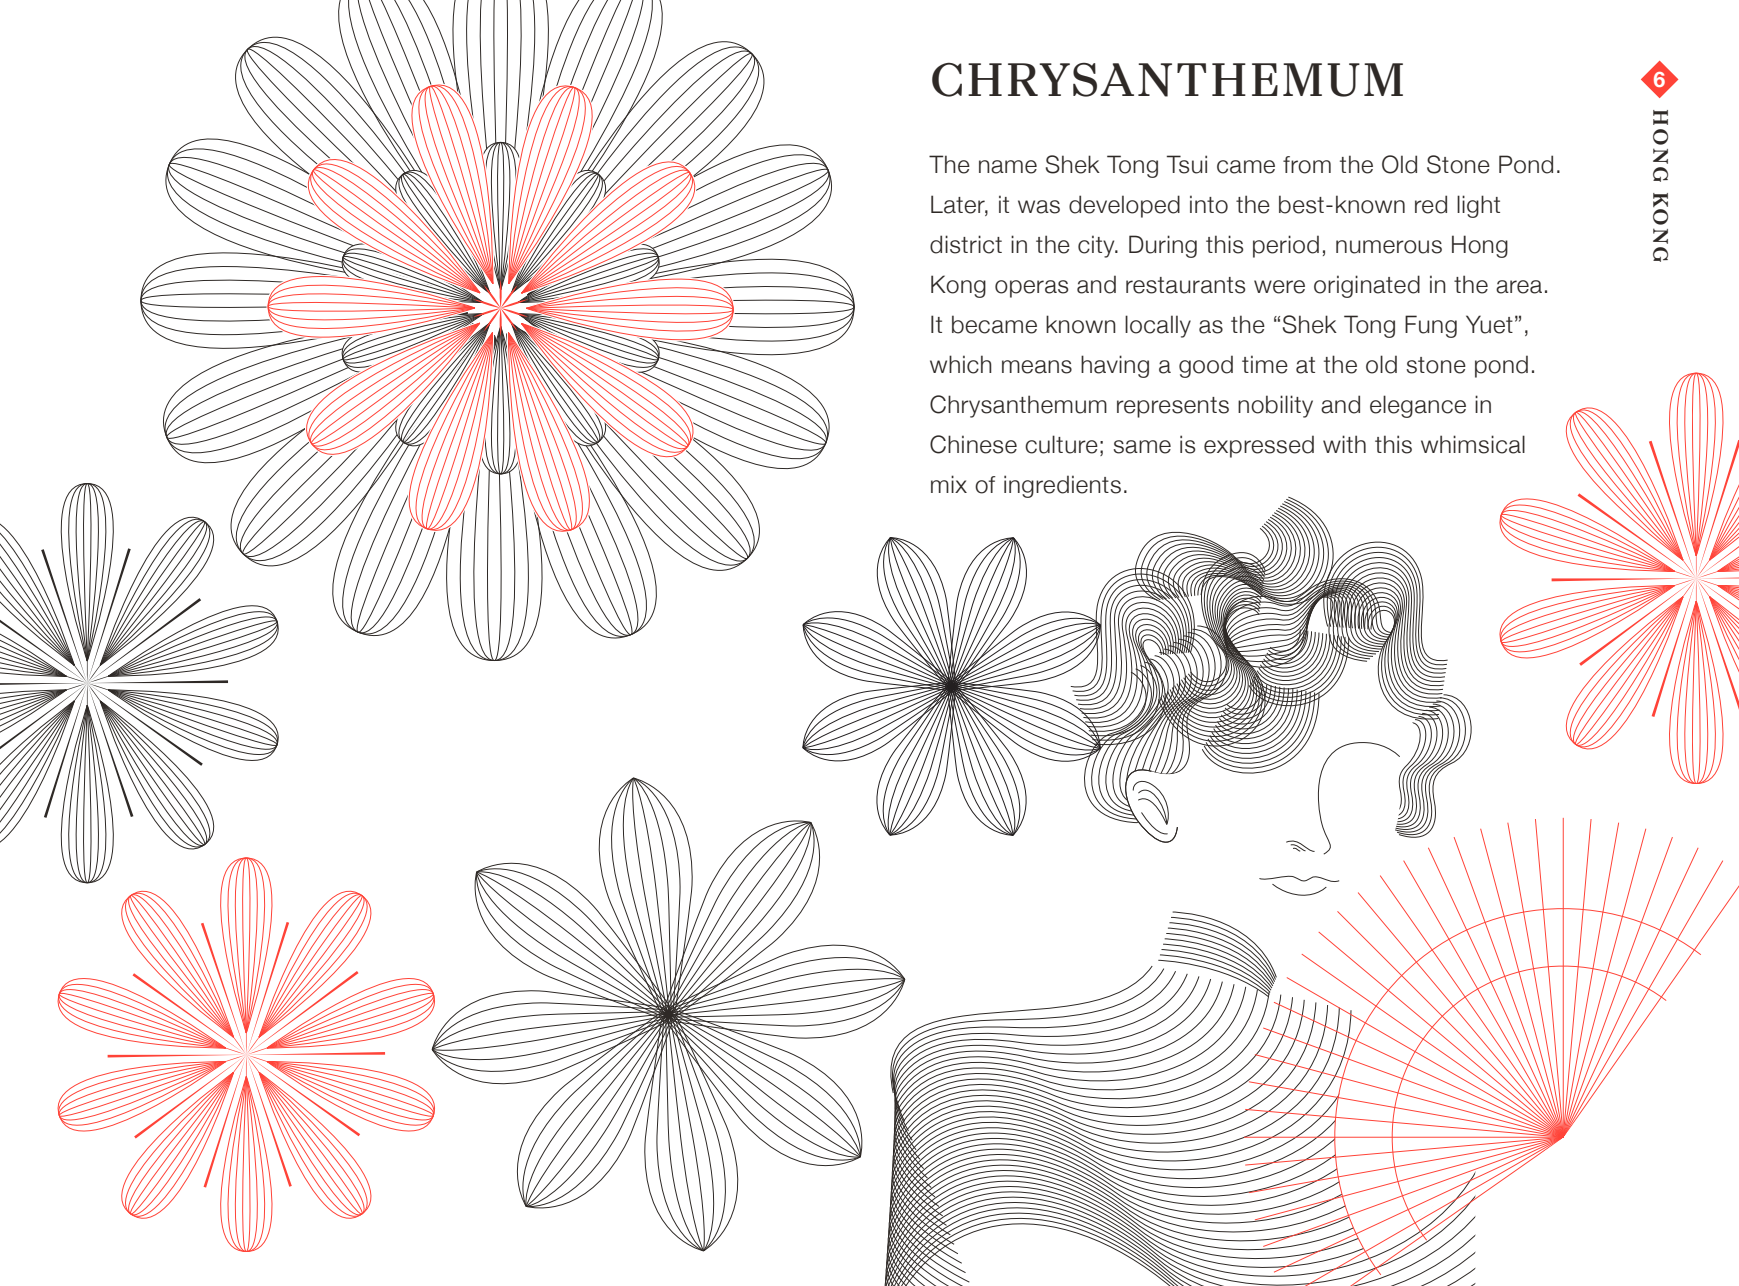 CHRYSANTHEMUM
The name Shek Tong Tsui came from the Old Stone Pond.
Later, it was developed into the best-known red light
district in the city. During this period, numerous Hong
Kong operas and restaurants were originated in the area.
It became known locally as the “Shek Tong Fung Yuet”,
which means having a good time at the old stone pond.
Chrysanthemum represents nobility and elegance in
Chinese culture; same is expressed with this whimsical
mix of ingredients.
6
HONG KONG